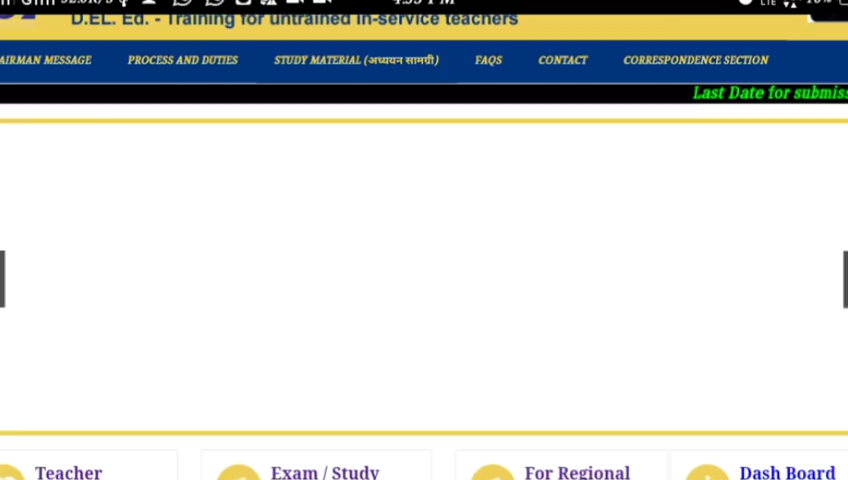 D.EL. Ed. - Training for untrained in-service teachers
AIRMAN MESSAGE PROCESS AND DUTIES STUDY MATERIAL (अध्ययन सामग्री) FAQS CONTACT CORRESPONDENCE SECTION
Last Date for submiss
Teacher Exam / Study For Regional Dash Board